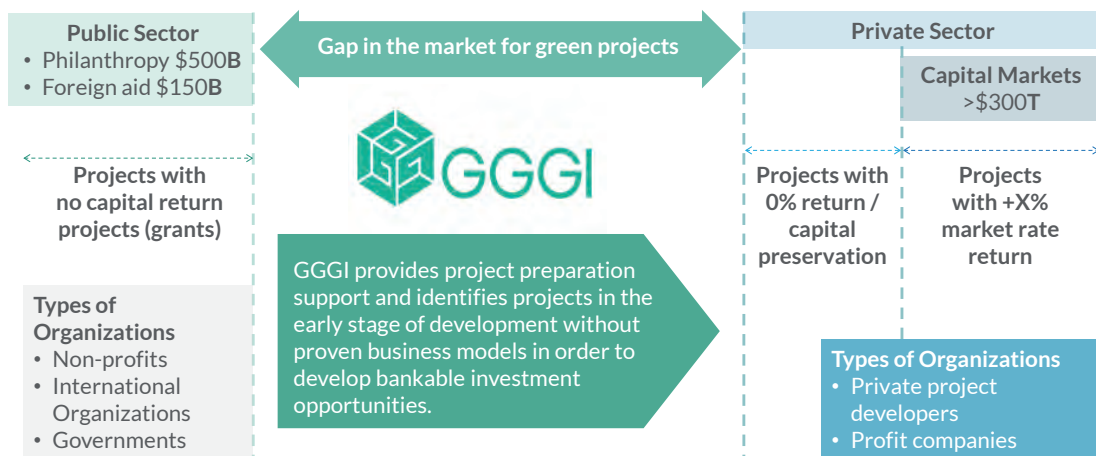 Public Sector
• Philanthropy $500B
• Foreign aid $150B
Gap in the market for green projects
Private Sector
Capital Markets
>$300T
GGGI
Projects with
no capital return
projects (grants)
Projects with
0% return /
capital
preservation
Projects
with +X%
market rate
return
GGGI provides project preparation
support and identifies projects in the
early stage of development without
proven business models in order to
develop bankable investment
opportunities.
Types of
Organizations
• Non-profits
• International
Organizations
• Governments
Types of Organizations
• Private project
developers
• Profit companies